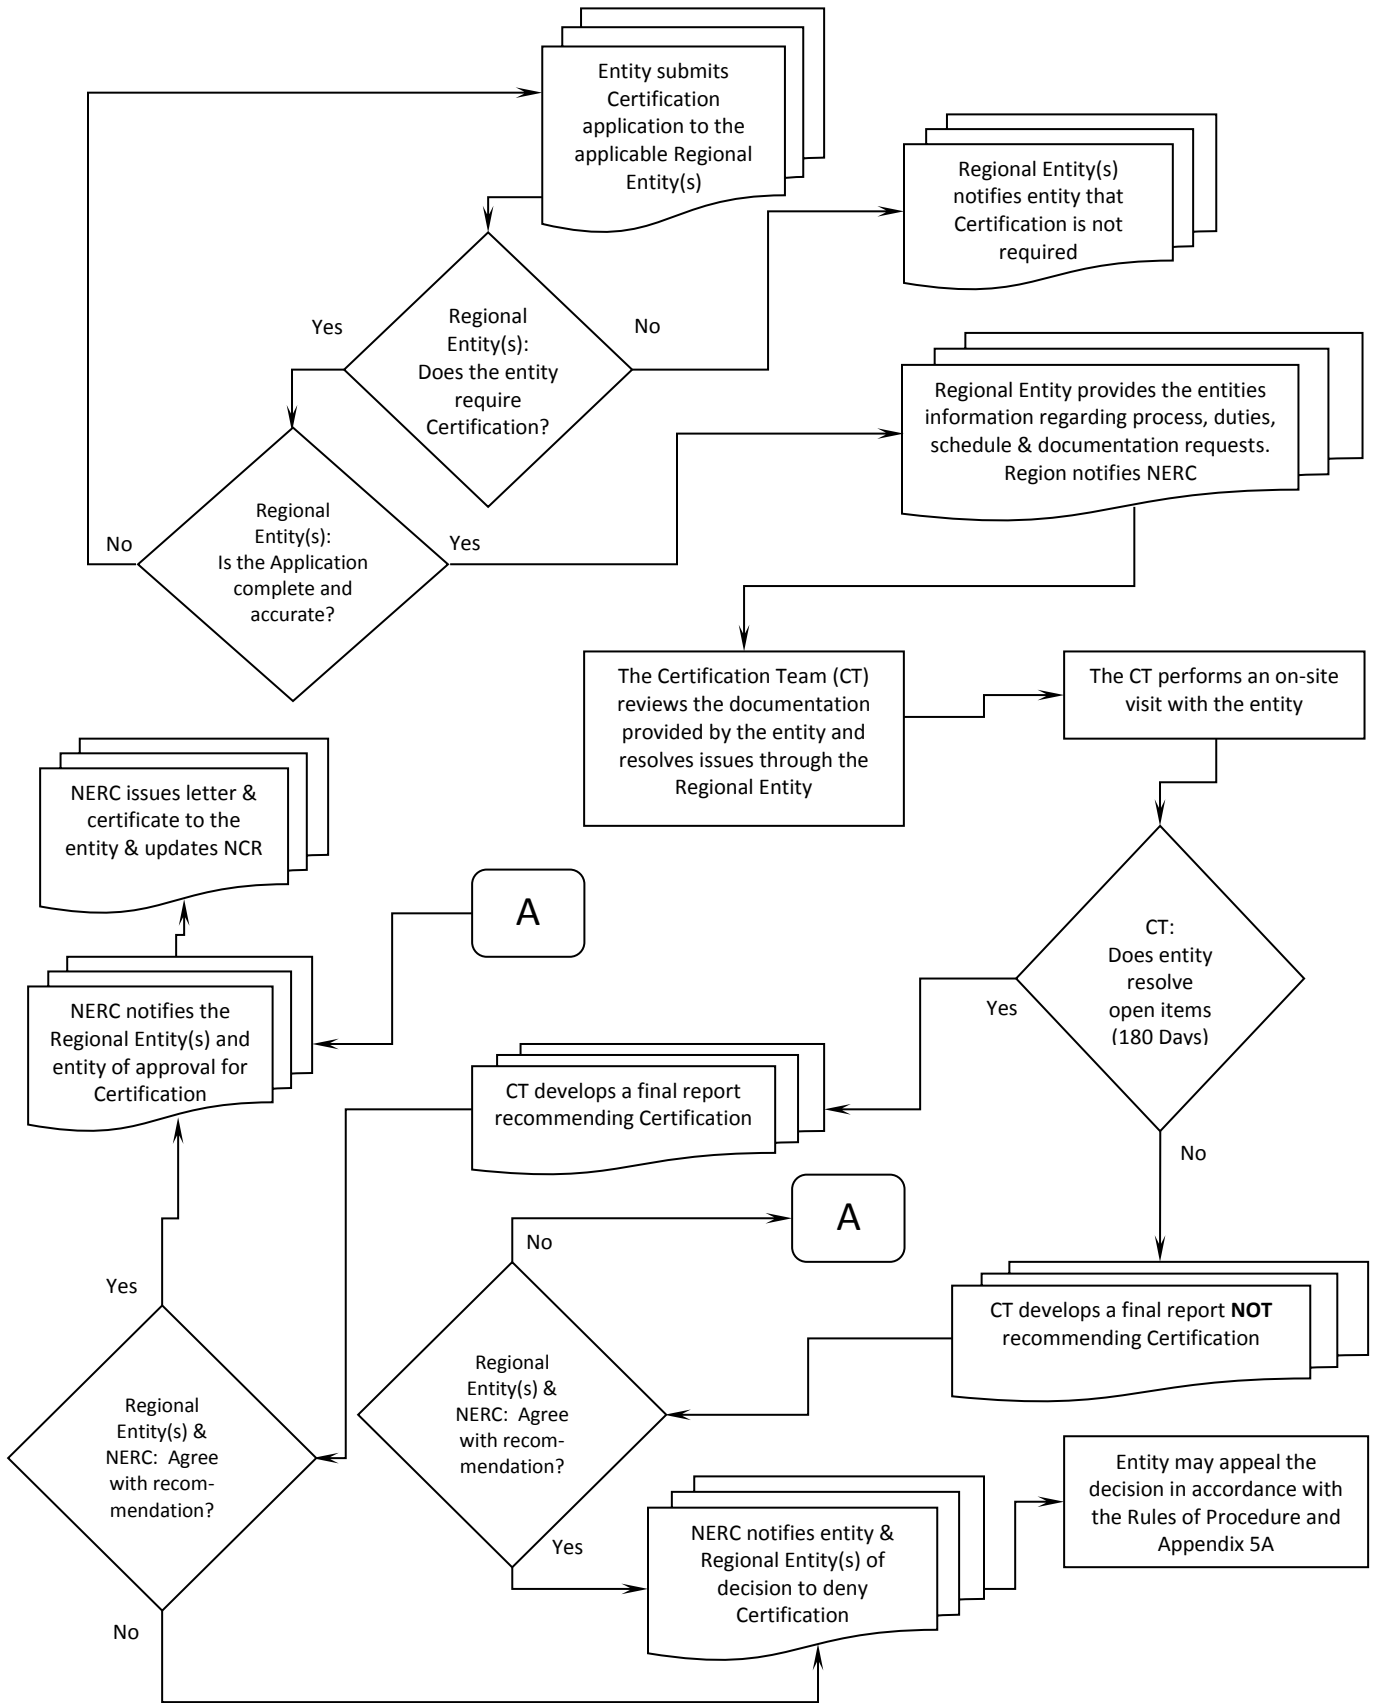 Entity submits
Certification
application to the
applicable Regional
Entity(s)
Regional Entity(s)
notifies entity that
Certification is not
required
Yes
Regional
Entity(s):
Does the entity
require
Certification?
No
Regional Entity provides the entities
information regarding process, duties,
schedule & documentation requests.
Region notifies NERC
No
Regional
Entity(s):
Is the Application
complete and
accurate?
Yes
The Certification Team (CT)
reviews the documentation
provided by the entity and
resolves issues through the
Regional Entity
The CT performs an on-site
visit with the entity
NERC issues letter &
certificate to the
entity & updates NCR
A
CT:
Does entity
resolve
open items
(180 Days)
Yes
No
NERC notifies the
Regional Entity(s) and
entity of approval for
Certification
CT develops a final report
recommending Certification
A
No
Yes
CT develops a final report NOT
recommending Certification
Regional
Entity(s) &
NERC:  Agree
with recom-
mendation?
Regional
Entity(s) &
NERC:  Agree
with recom-
mendation?
Yes
No
NERC notifies entity &
Regional Entity(s) of
decision to deny
Certification
Entity may appeal the
decision in accordance with
the Rules of Procedure and
Appendix 5A